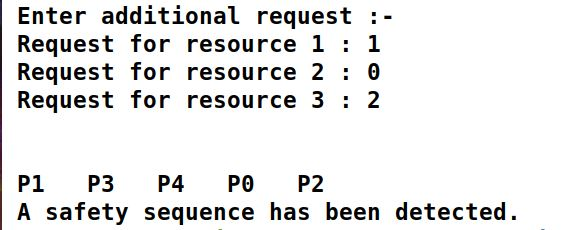 Enter additional request :-
Request for resource 1 : 1
Request for resource 2 : 0
Request for resource 3 : 2
P1   P3   P4   P0   P2
A safety sequence has been detected.